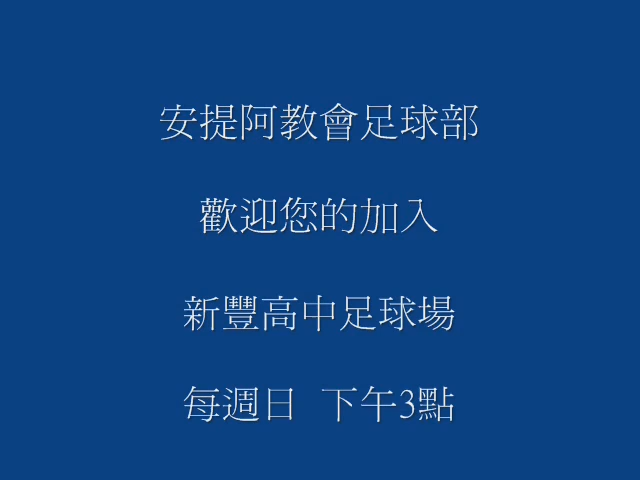 安提阿教會足球部
歡迎您的加入
新豐高中足球場
每週日 下午3點